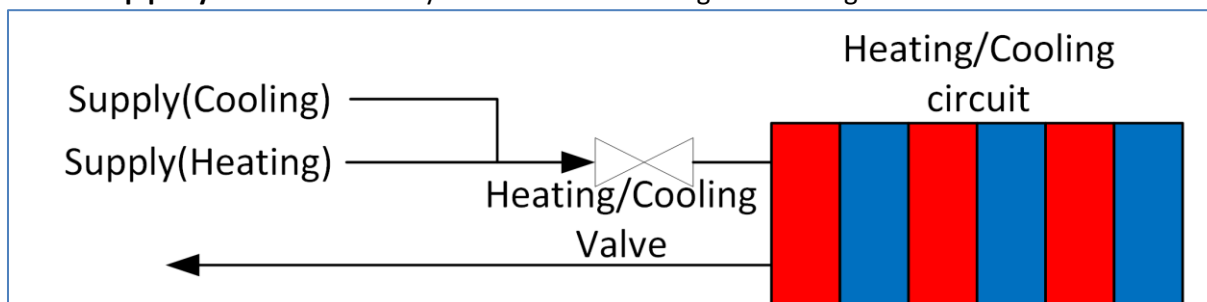 Heating/Cooling
circuit
Supply(Cooling)
Supply(Heating)
Heating/Cooling
Valve